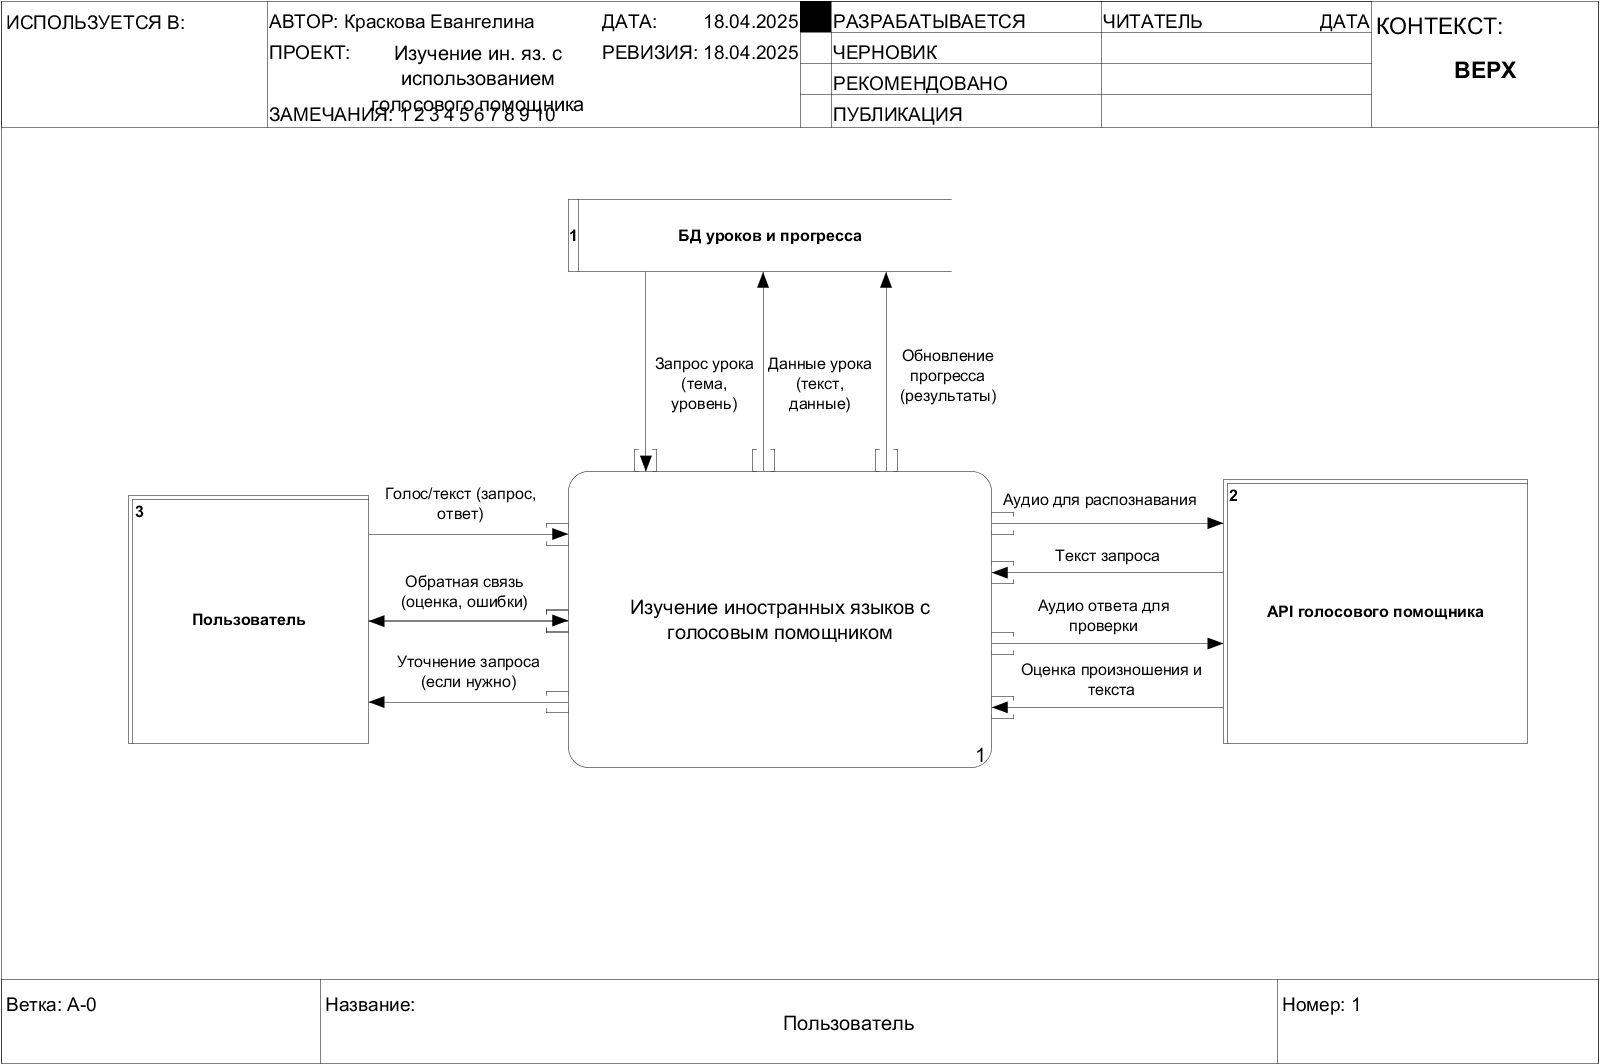 ИСПОЛЬЗУЕТСЯ В:
АВТОР: Краскова Евангелина
ДАТА: 18.04.2025
ПРОЕКТ: Изучение ин. яз. с
использованием
голосового помощника
РЕВИЗИЯ: 18.04.2025
ЗАМЕЧАНИЯ: 1 2 3 4 5 6 7 8 9 10
РАЗРАБАТЫВАЕТСЯ
ЧЕРНОВИК
РЕКОМЕНДОВАНО
ПУБЛИКАЦИЯ
ЧИТАТЕЛЬ ДАТА
КОНТЕКСТ:
ВЕРХ
1
БД уроков и прогресса
Запрос урока
(тема,
уровень)
Данные урока
(текст,
данные)
Обновление
прогресса
(результаты)
3
Пользователь
Голос/текст (запрос,
ответ)
Обратная связь
(оценка, ошибки)
Уточнение запроса
(если нужно)
Изучение иностранных языков с
голосовым помощником
1
Аудио для распознавания
Текст запроса
Аудио ответа для
проверки
Оценка произношения и
текста
2
API голосового помощника
Ветка: A-0
Название:
Пользователь
Номер: 1